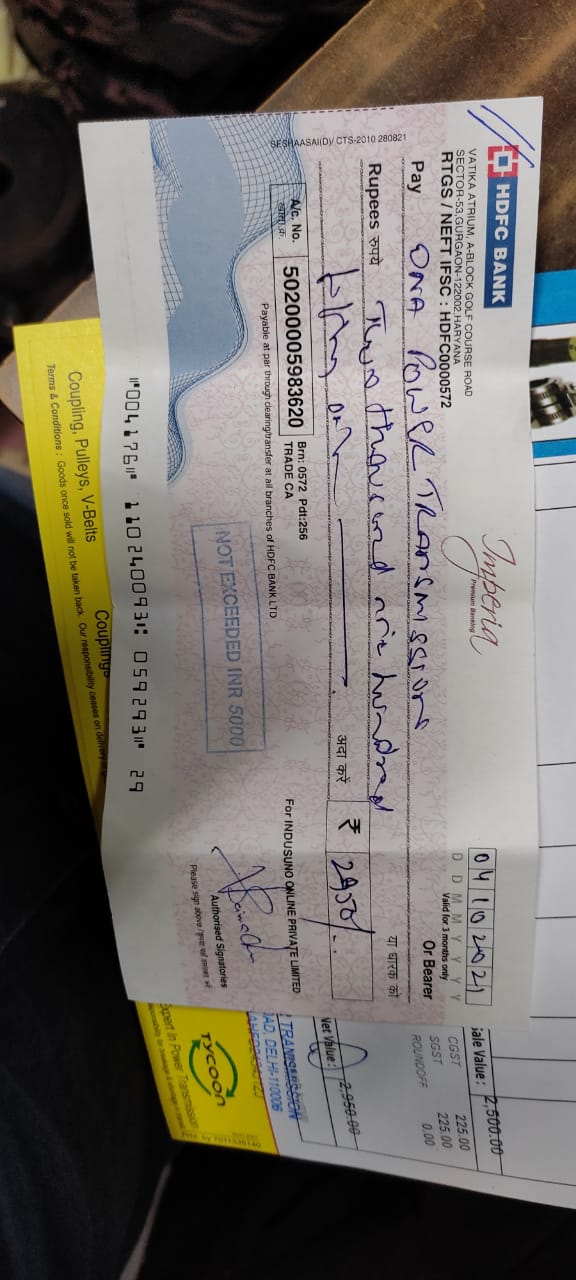 HDFC BANK
VATIKA ATRIUM, A-BLOCK GOLF COURSE ROAD
SECTOR-53,GURGAON-122002,HARYANA
RTGS / NEFT IFSC : HDFC0000572
Imperia
Premium Banking
04102021
D D M M Y Y Y Y
Valid for 3 months only
Pay DNA POWER TRANSMISSIONS
Or Bearer
या धारक को
Rupees रुपये Two thousand nine hundred
fifty only
अदा करें
₹ 2950/-
A/c. No.
खाता क्र.
50200005983620
Brn: 0572 Pdt:256
TRADE CA
For INDUSUNO ONLINE PRIVATE LIMITED
Payable at par through clearing/transfer at all branches of HDFC BANK LTD
NOT EXCEEDED INR 5000
Authorised Signatories
Please sign above /
SESHAASAI(D)/ CTS-2010 280821
⑈004176⑈ 110240093⑆ 059293⑈ 29
Sale Value: 2,500.00
CGST 225.00
SGST 225.00
ROUNDOFF 0.00
Net Value: 2,950.00
TRANSMISSION
AD, DELHI-110006
TYCOON
Expert in Power Transmission
Coupling, Pulleys, V-Belts
Couplings
Terms & Conditions : Goods once sold will not be taken back. Our responsibility ceases on delivery